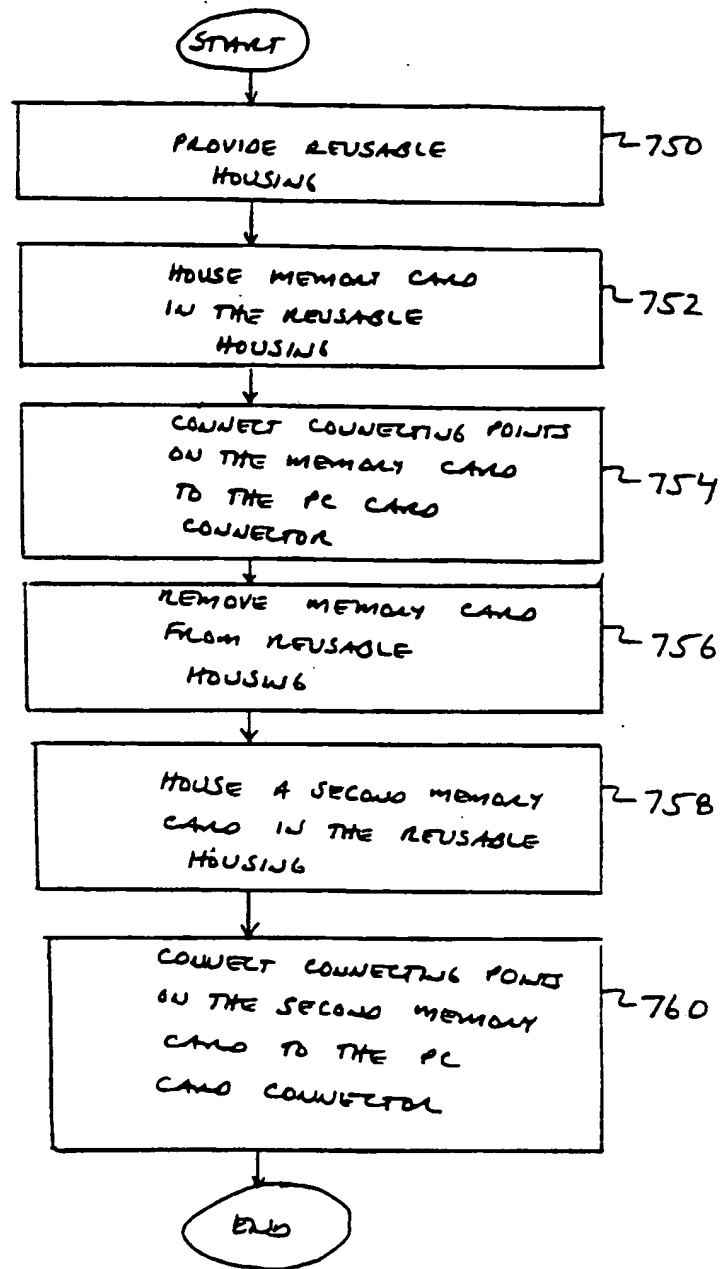 START
PROVIDE REUSABLE
HOUSING
750
HOUSE MEMORY CARD
IN THE REUSABLE
HOUSING
752
CONNECT CONNECTING POINTS
ON THE MEMORY CARD
TO THE PC CARD
CONNECTOR
754
REMOVE MEMORY CARD
FROM REUSABLE
HOUSING
756
HOUSE A SECOND MEMORY
CARD IN THE REUSABLE
HOUSING
758
CONNECT CONNECTING POINTS
ON THE SECOND MEMORY
CARD TO THE PC
CARD CONNECTOR
760
END